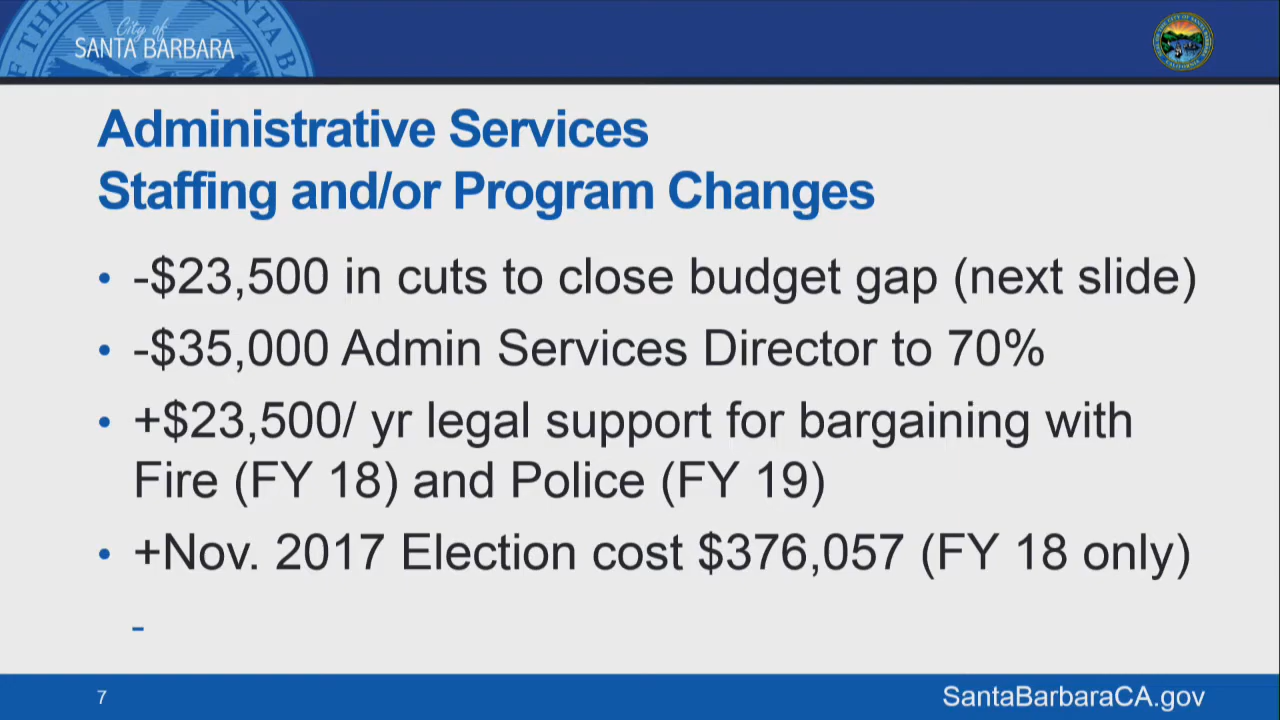 City of
SANTA BARBARA
Administrative Services
Staffing and/or Program Changes
• -$23,500 in cuts to close budget gap (next slide)
• -$35,000 Admin Services Director to 70%
• +$23,500/ yr legal support for bargaining with
Fire (FY 18) and Police (FY 19)
• +Nov. 2017 Election cost $376,057 (FY 18 only)
-
7
SantaBarbaraCA.gov